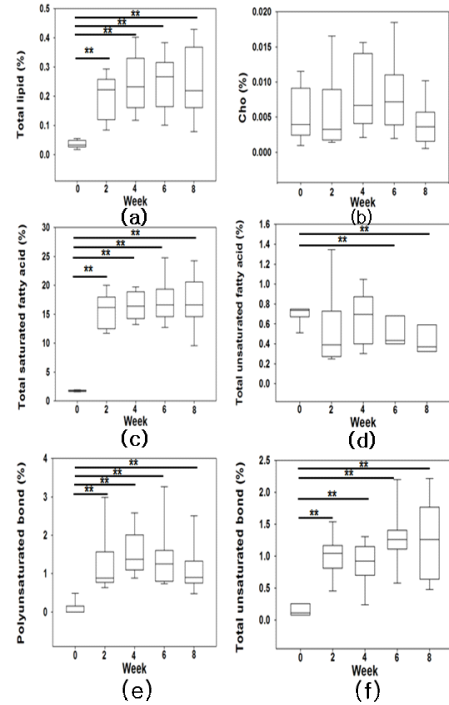 Total lipid (%)
0.5
0.4
0.3
0.2
0.1
0.0
**
**
**
**
0 2 4 6 8
Week
(a)
Cho (%)
0.020
0.015
0.010
0.005
0.000
0 2 4 6 8
Week
(b)
Total saturated fatty acid (%)
30
25
20
15
10
5
0
**
**
**
**
0 2 4 6 8
Week
(c)
Total unsaturated fatty acid (%)
1.6
1.4
1.2
1.0
0.8
0.6
0.4
0.2
0.0
**
**
0 2 4 6 8
Week
(d)
Polyunsaturated bond (%)
4
3
2
1
0
**
**
**
**
0 2 4 6 8
Week
(e)
Total unsaturated bond (%)
2.5
2.0
1.5
1.0
0.5
0.0
**
**
**
**
0 2 4 6 8
Week
(f)